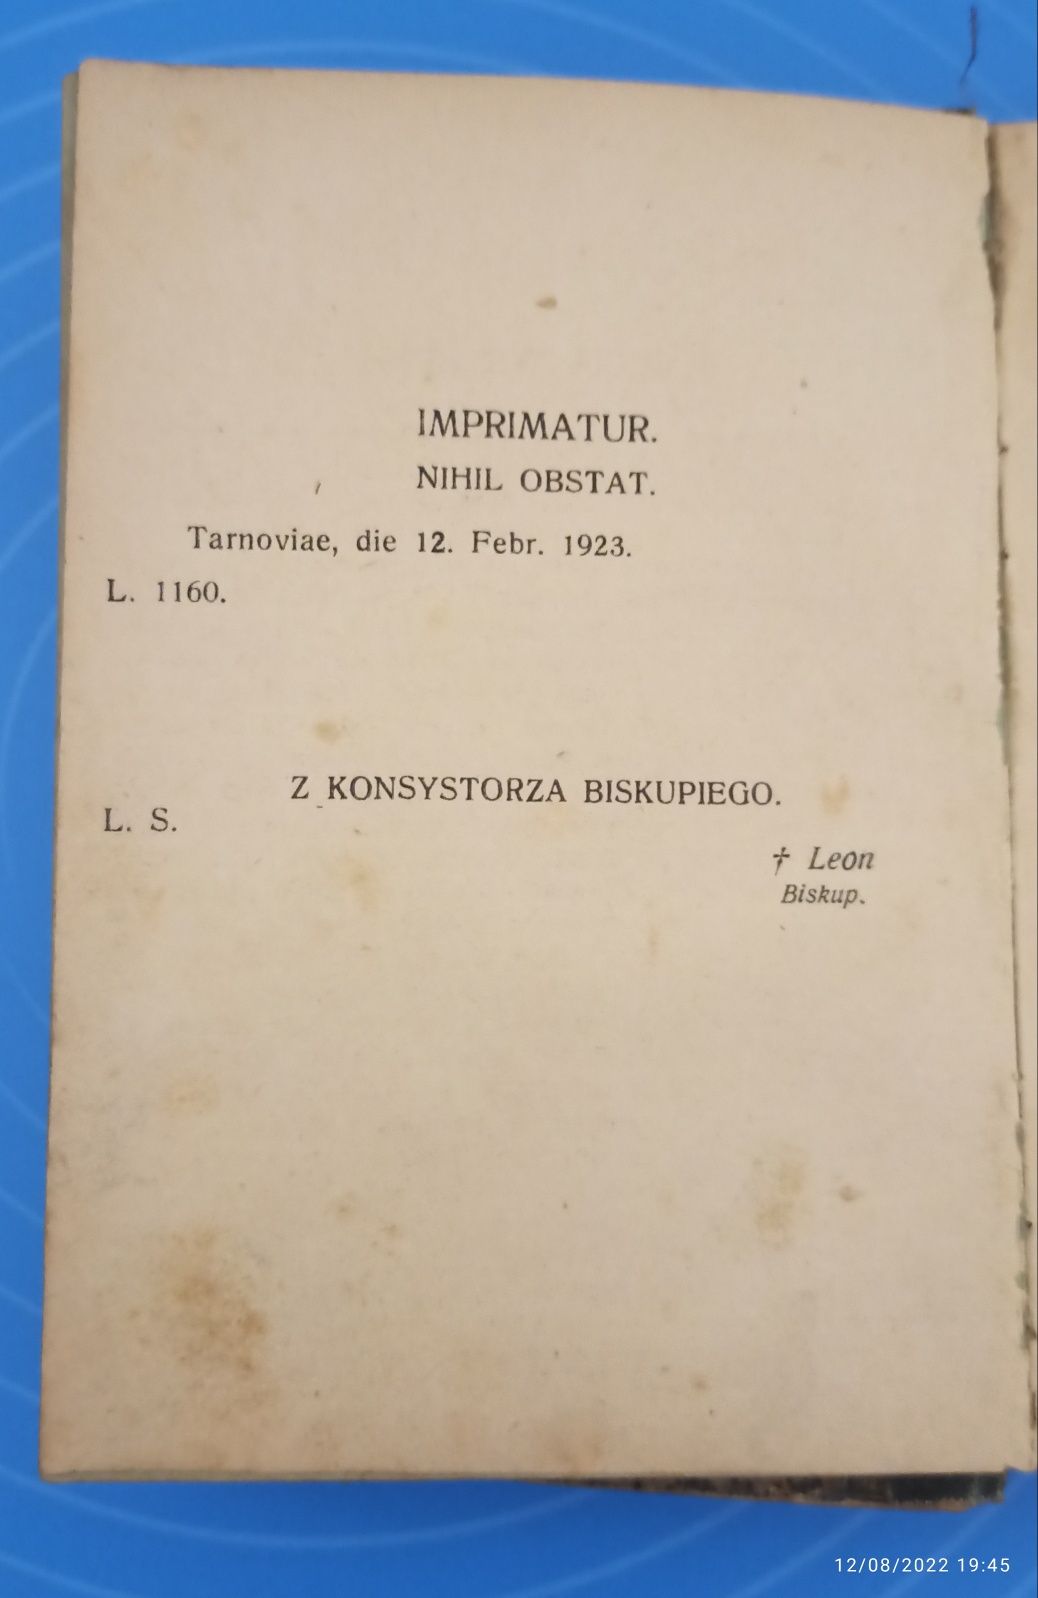 IMPRIMATUR.
NIHIL OBSTAT.
Tarnoviae, die 12. Febr. 1923.
L. 1160.
Z KONSYSTORZA BISKUPIEGO.
L. S.
† Leon
Biskup.
12/08/2022 19:45